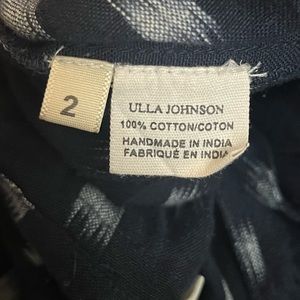 2
ULLA JOHNSON
100% COTTON/COTON
HANDMADE IN INDIA
FABRIQUÉ EN INDIA